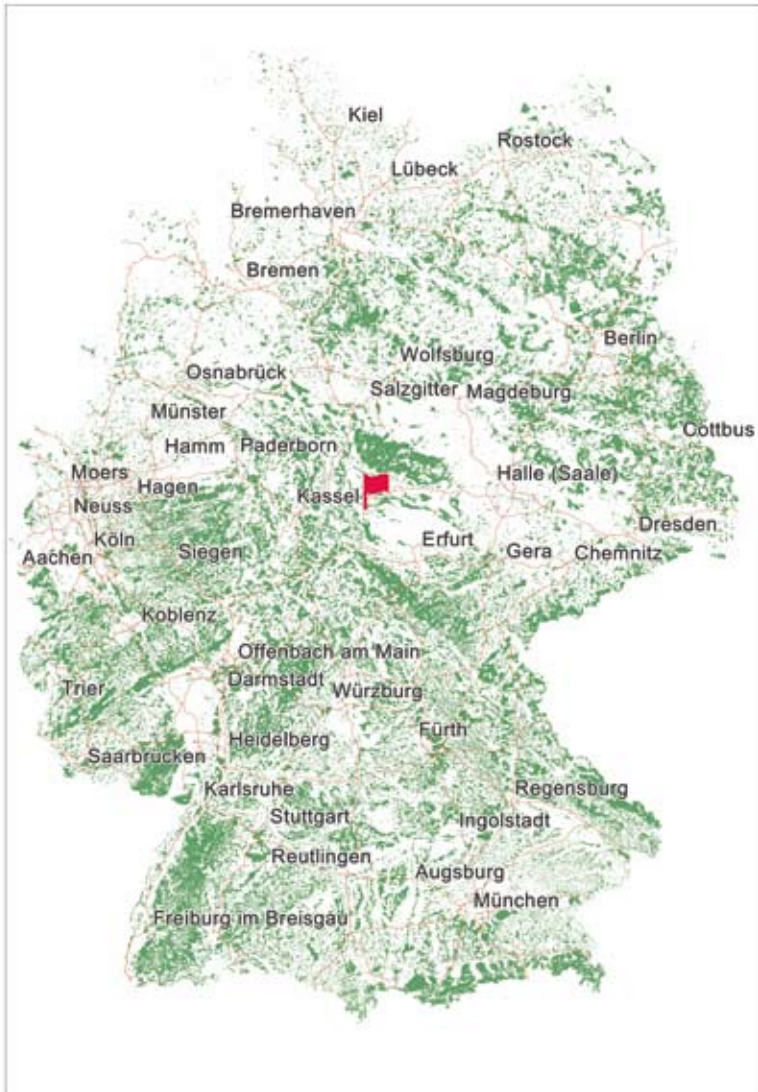 Kiel
Rostock
Lübeck
Bremerhaven
Bremen
Berlin
Wolfsburg
Osnabrück
Salzgitter Magdeburg
Münster
Cottbus
Hamm Paderborn
Moers
Halle (Saale)
Hagen
Kassel
Neuss
Dresden
Köln
Erfurt
Aachen
Siegen
Gera
Chemnitz
Koblenz
Offenbach am Main
Darmstadt
Trier
Würzburg
Fürth
Heidelberg
Saarbrücken
Karlsruhe
Regensburg
Stuttgart
Ingolstadt
Reutlingen
Augsburg
München
Freiburg im Breisgau